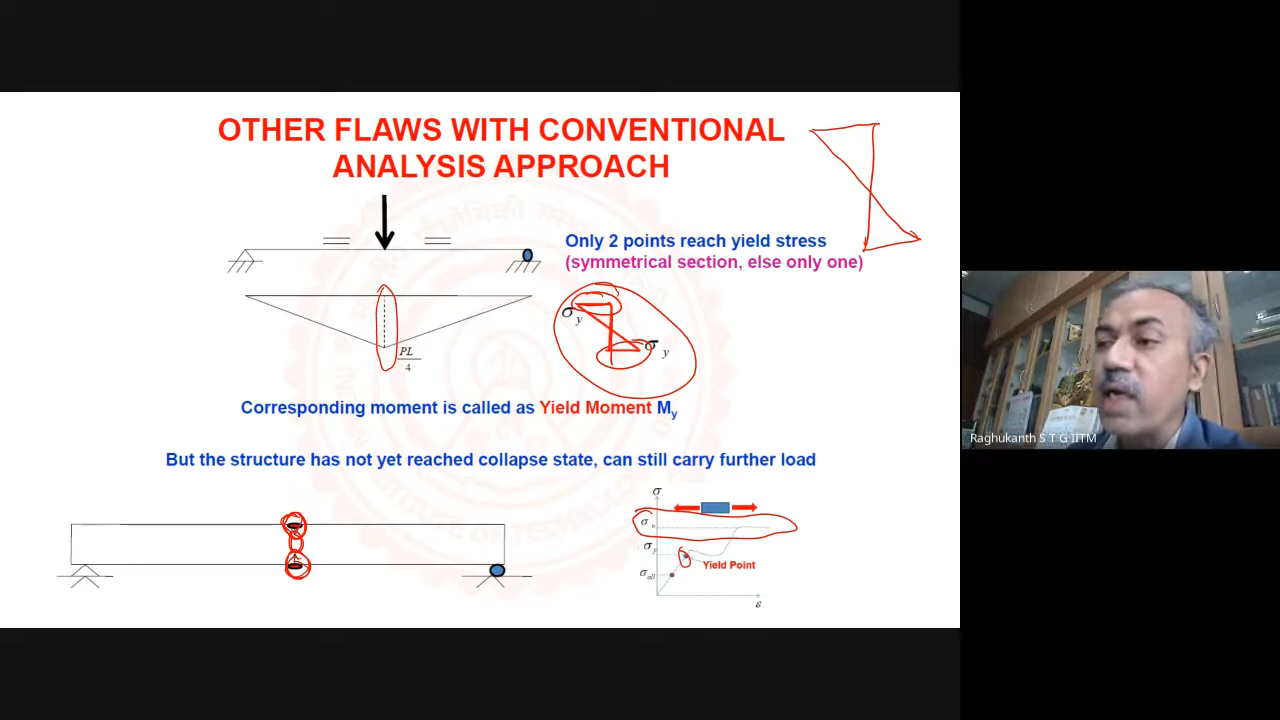 OTHER FLAWS WITH CONVENTIONAL
ANALYSIS APPROACH
Only 2 points reach yield stress
(symmetrical section, else only one)
σy
σy
PL
4
Corresponding moment is called as Yield Moment My
But the structure has not yet reached collapse state, can still carry further load
σ
σu
σy
Yield Point
σall
ε
Raghukanth S T G IITM